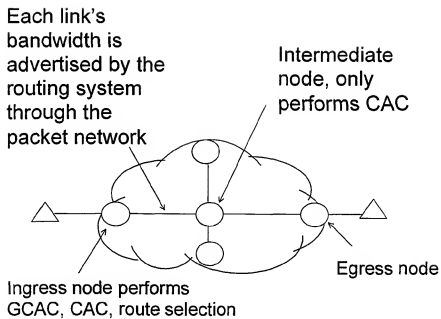 Each link's
bandwidth is
advertised by the
routing system
through the
packet network
Intermediate
node, only
performs CAC
Egress node
Ingress node performs
GCAC, CAC, route selection